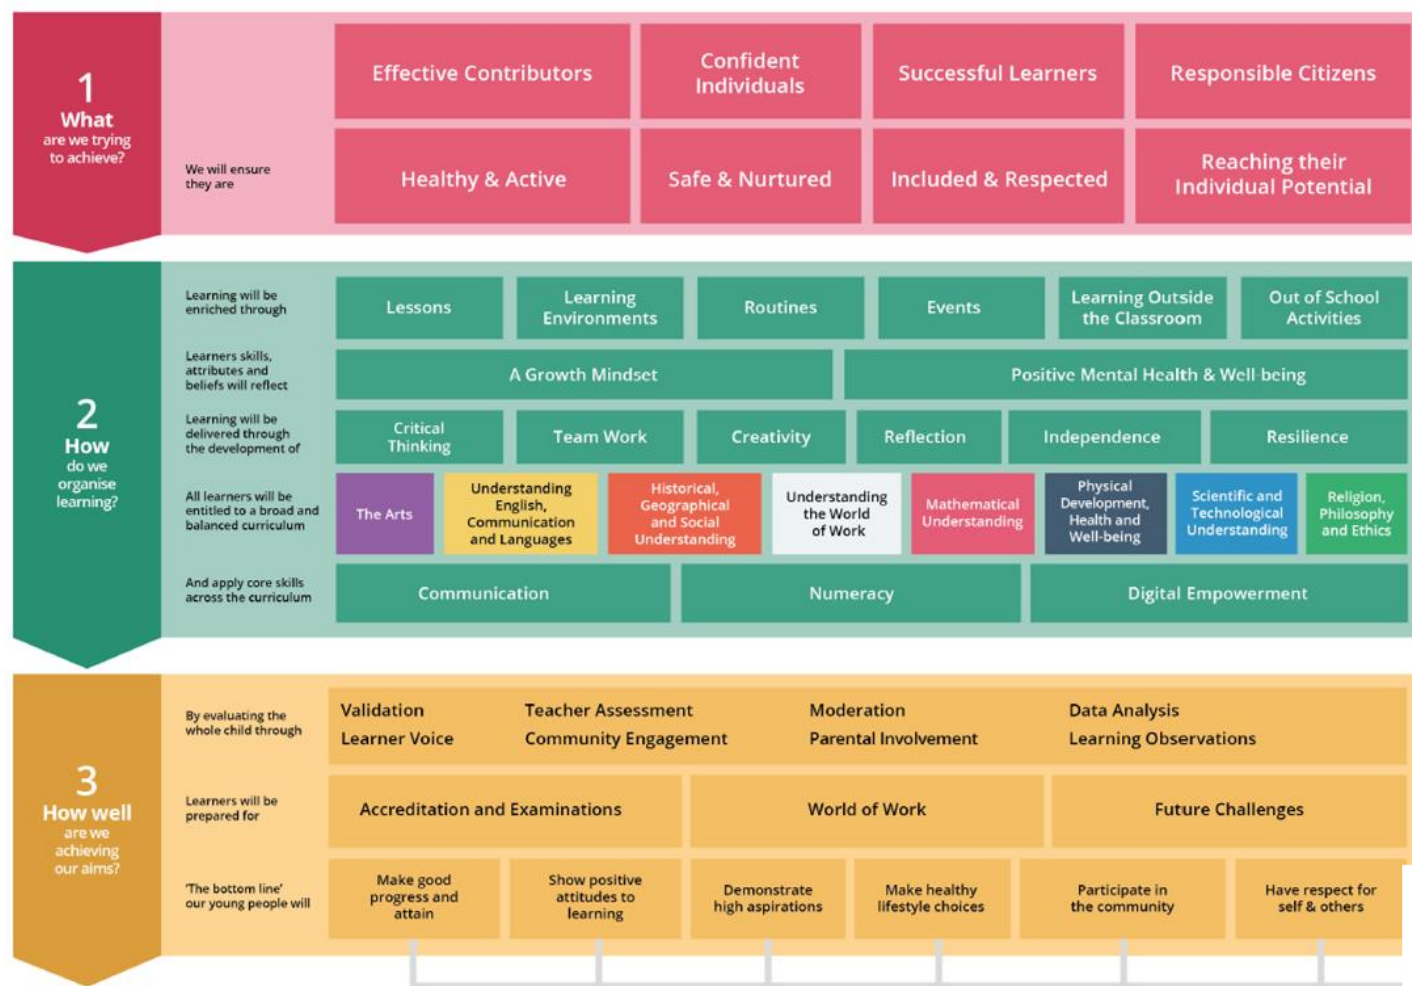 1
What
are we trying
to achieve?
Effective Contributors
Confident
Individuals
Successful Learners
Responsible Citizens
We will ensure
they are
Healthy & Active
Safe & Nurtured
Included & Respected
Reaching their
Individual Potential
2
How
do we
organise
learning?
Learning will be
enriched through
Lessons
Learning
Environments
Routines
Events
Learning Outside
the Classroom
Out of School
Activities
Learners skills,
attributes and
beliefs will reflect
A Growth Mindset
Positive Mental Health & Well-being
Learning will be
delivered through
the development of
Critical
Thinking
Team Work
Creativity
Reflection
Independence
Resilience
All learners will be
entitled to a broad and
balanced curriculum
The Arts
Understanding
English,
Communication
and Languages
Historical,
Geographical
and Social
Understanding
Understanding
the World
of Work
Mathematical
Understanding
Physical
Development,
Health and
Well-being
Scientific and
Technological
Understanding
Religion,
Philosophy
and Ethics
And apply core skills
across the curriculum
Communication
Numeracy
Digital Empowerment
3
How well
are we
achieving
our aims?
By evaluating the
whole child through
Validation
Teacher Assessment
Moderation
Data Analysis
Learner Voice
Community Engagement
Parental Involvement
Learning Observations
Learners will be
prepared for
Accreditation and Examinations
World of Work
Future Challenges
'The bottom line'
our young people will
Make good
progress and
attain
Show positive
attitudes to
learning
Demonstrate
high aspirations
Make healthy
lifestyle choices
Participate in
the community
Have respect for
self & others